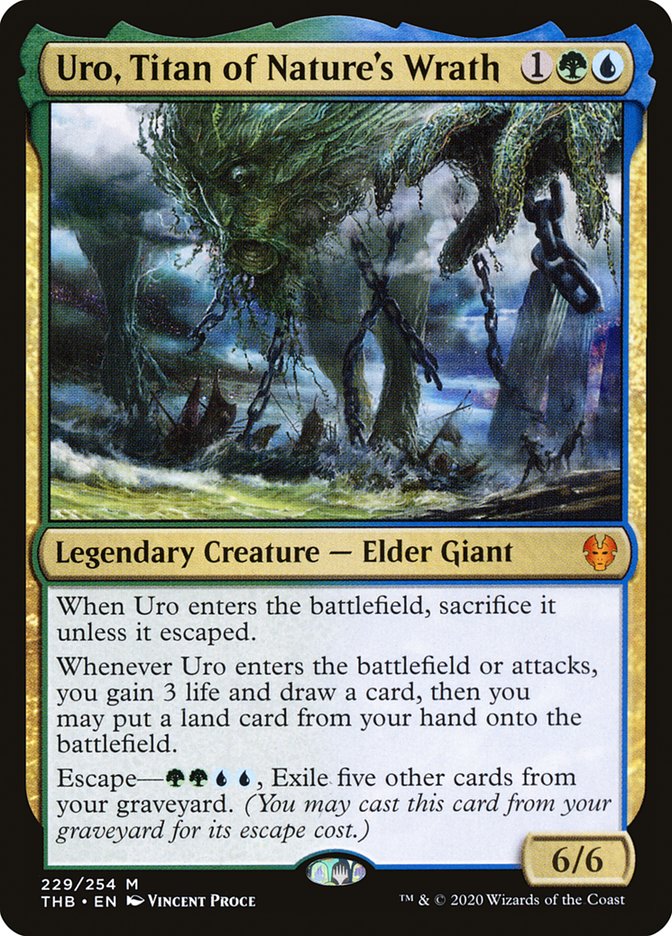 Uro, Titan of Nature's Wrath 1
Legendary Creature — Elder Giant
When Uro enters the battlefield, sacrifice it
unless it escaped.
Whenever Uro enters the battlefield or attacks,
you gain 3 life and draw a card, then you
may put a land card from your hand onto the
battlefield.
Escape—, Exile five other cards from
your graveyard. (You may cast this card from your
graveyard for its escape cost.)
6/6
229/254 M
THB • EN Vincent Proce
™ & © 2020 Wizards of the Coast